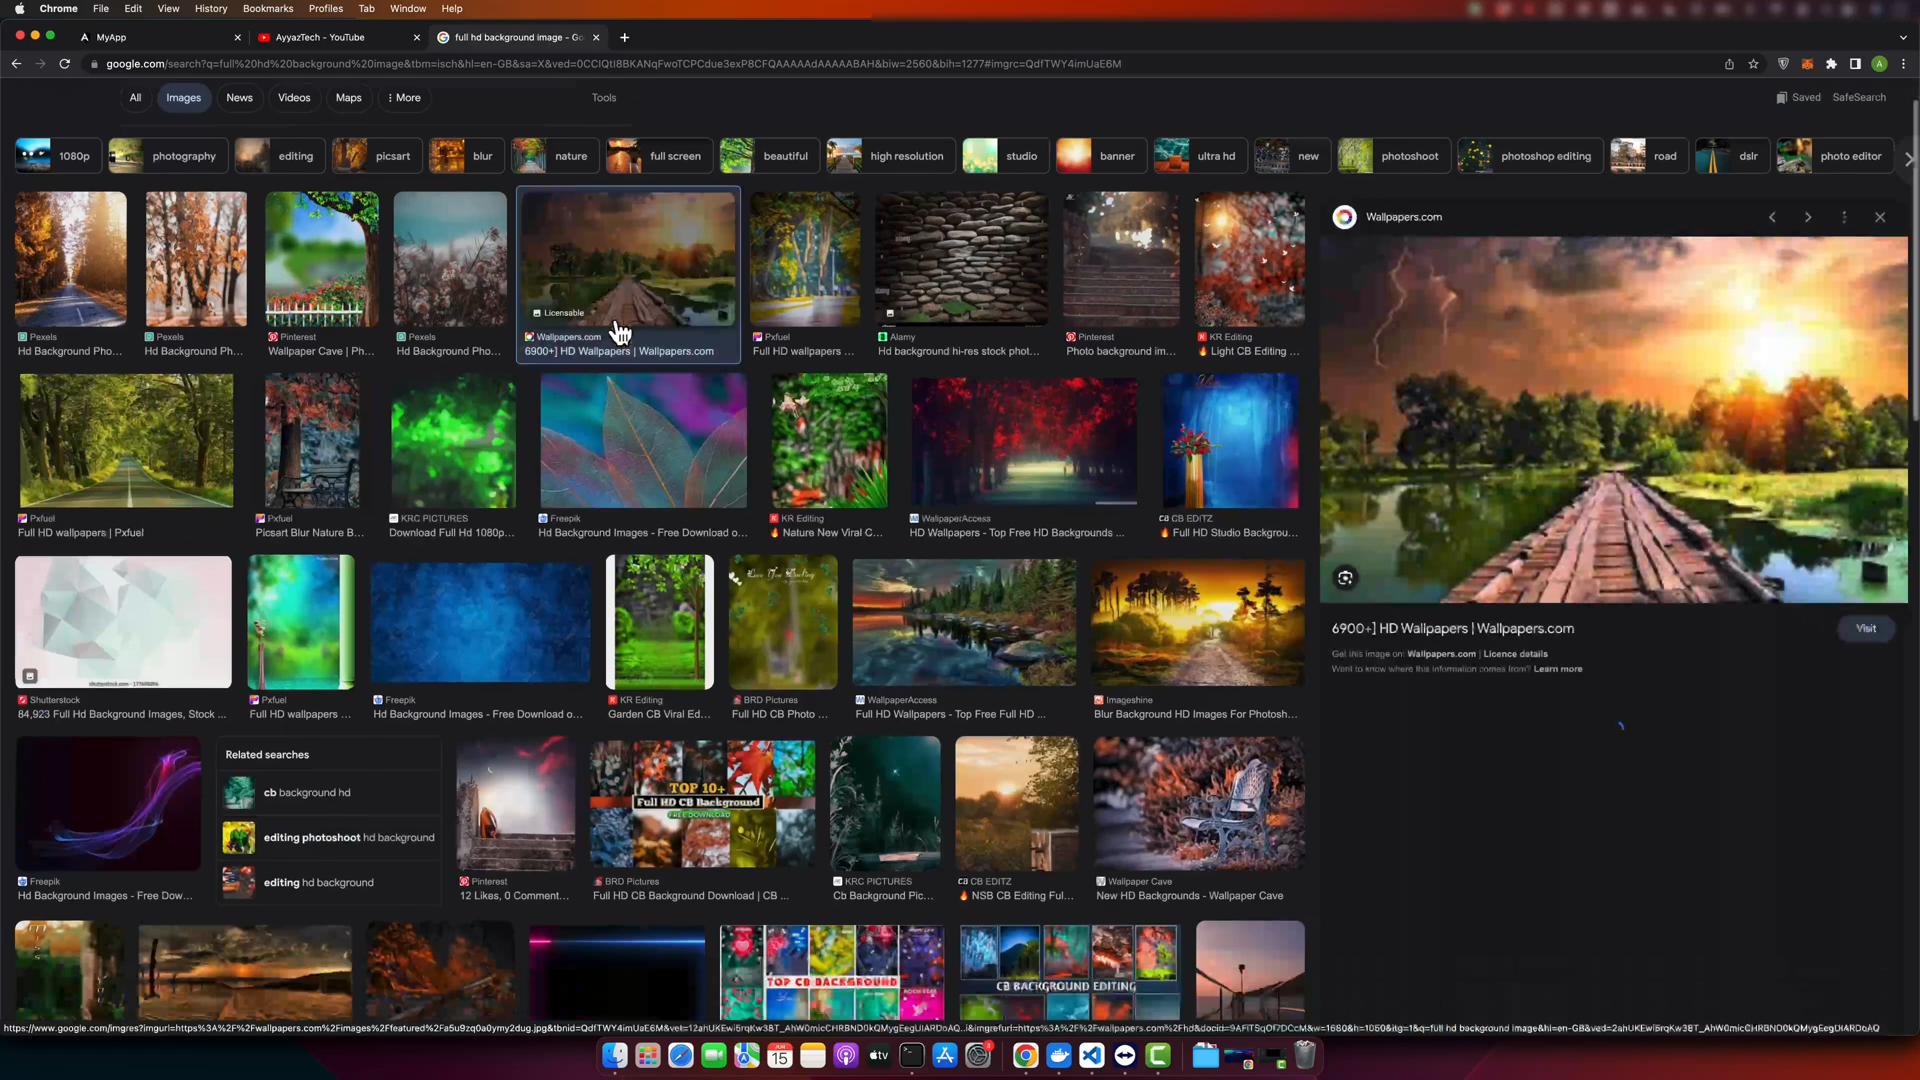 Chrome File Edit View History Bookmarks Profiles Tab Window Help
MyApp
AyyazTech - YouTube
full hd background image - Go
google.com/search?q=full%20hd%20background%20image&tbm=isch&hl=en-GB&sa=X&ved=0CCIQtI8BKANqFwoTCPCdue3exP8CFQAAAAAdAAAAABAH&biw=2560&bih=1277#imgrc=QdfTWY4imUaE6M
A
All Images News Videos Maps More Tools Saved SafeSearch
1080p photography editing picsart blur nature full screen beautiful high resolution studio banner ultra hd new photoshoot photoshop editing road dslr photo editor
Wallpapers.com
Licensable
Pexels
Hd Background Pho...
Pexels
Hd Background Ph...
Pinterest
Wallpaper Cave | Ph...
Pexels
Hd Background Pho...
Wallpapers.com
6900+] HD Wallpapers | Wallpapers.com
Pxfuel
Full HD wallpapers ...
Alamy
Hd background hi-res stock phot...
Pinterest
Photo background im...
KR Editing
Light CB Editing ...
Pxfuel
Full HD wallpapers | Pxfuel
Pxfuel
Picsart Blur Nature B...
KRC PICTURES
Download Full Hd 1080p...
Freepik
Hd Background Images - Free Download o...
KR Editing
Nature New Viral C...
WallpaperAccess
HD Wallpapers - Top Free HD Backgrounds ...
CB EDITZ
Full HD Studio Backgrou...
6900+] HD Wallpapers | Wallpapers.com
Visit
Get this image on: Wallpapers.com | Licence details
Want to know where this information comes from? Learn more
Shutterstock
84,923 Full Hd Background Images, Stock ...
Pxfuel
Full HD wallpapers ...
Freepik
Hd Background Images - Free Download o...
KR Editing
Garden CB Viral Ed...
BRD Pictures
Full HD CB Photo ...
WallpaperAccess
Full HD Wallpapers - Top Free Full HD ...
Imageshine
Blur Background HD Images For Photosh...
Related searches
cb background hd
editing photoshoot hd background
editing hd background
TOP 10+
Full HD CB Background
FREE DOWNLOAD
Freepik
Hd Background Images - Free Dow...
Pinterest
12 Likes, 0 Comment...
BRD Pictures
Full HD CB Background Download | CB ...
KRC PICTURES
Cb Background Pic...
CB EDITZ
NSB CB Editing Ful...
Wallpaper Cave
New HD Backgrounds - Wallpaper Cave
TOP CB BACKGROUND
CB BACKGROUND EDITING
JUN
15
tv
3